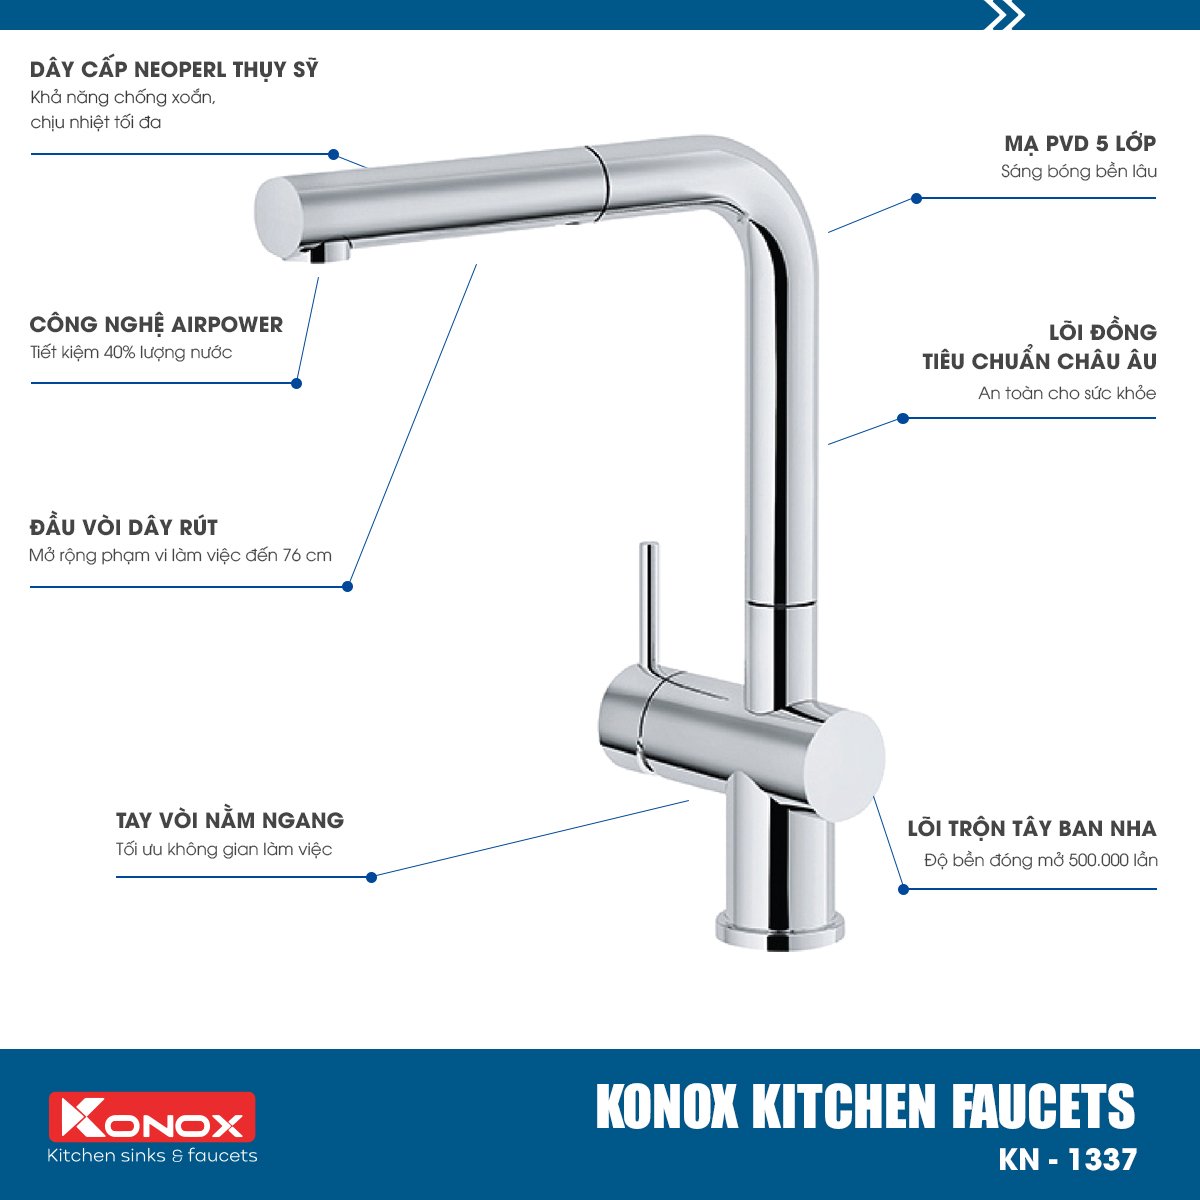 DÂY CẤP NEOPERL THỤY SỸ
Khả năng chống xoắn,
chịu nhiệt tối đa
MẠ PVD 5 LỚP
Sáng bóng bền lâu
CÔNG NGHỆ AIRPOWER
Tiết kiệm 40% lượng nước
LÕI ĐỒNG
TIÊU CHUẨN CHÂU ÂU
An toàn cho sức khỏe
ĐẦU VÒI DÂY RÚT
Mở rộng phạm vi làm việc đến 76 cm
TAY VÒI NẰM NGANG
Tối ưu không gian làm việc
LÕI TRỘN TÂY BAN NHA
Độ bền đóng mở 500.000 lần
KONOX
Kitchen sinks & faucets
KONOX KITCHEN FAUCETS
KN - 1337